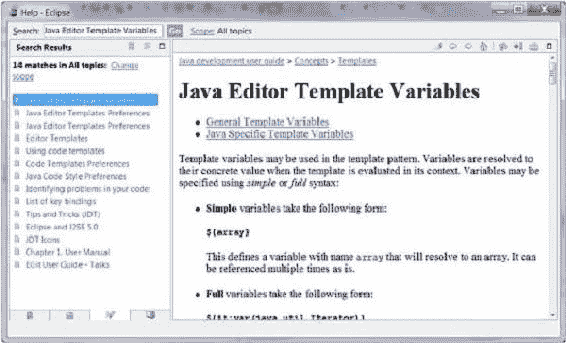 Help - Eclipse
Search: Java Editor Template Variables Go Scope: All topics
Search Results
14 matches in All topics: Change
scope
Java Editor Templates Preferences
Java Editor Templates Preferences
Editor Templates
Using code templates
Code Templates Preferences
Java Code Style Preferences
Identifying problems in your code
List of key bindings
Tips and Tricks (JDT)
Eclipse and J2SE 5.0
JDT Icons
Chapter 1. User Manual
Edit User Guide - Talks
Java development user guide > Concepts > Templates
Java Editor Template Variables
• General Template Variables
• Java Specific Template Variables
Template variables may be used in the template pattern. Variables are resolved to
their concrete value when the template is evaluated in its context. Variables may be
specified using simple or full syntax:
• Simple variables take the following form:
${array}
This defines a variable with name array that will resolve to an array. It can
be referenced multiple times as is.
• Full variables take the following form:
${it:var(java.util.Iterator)}